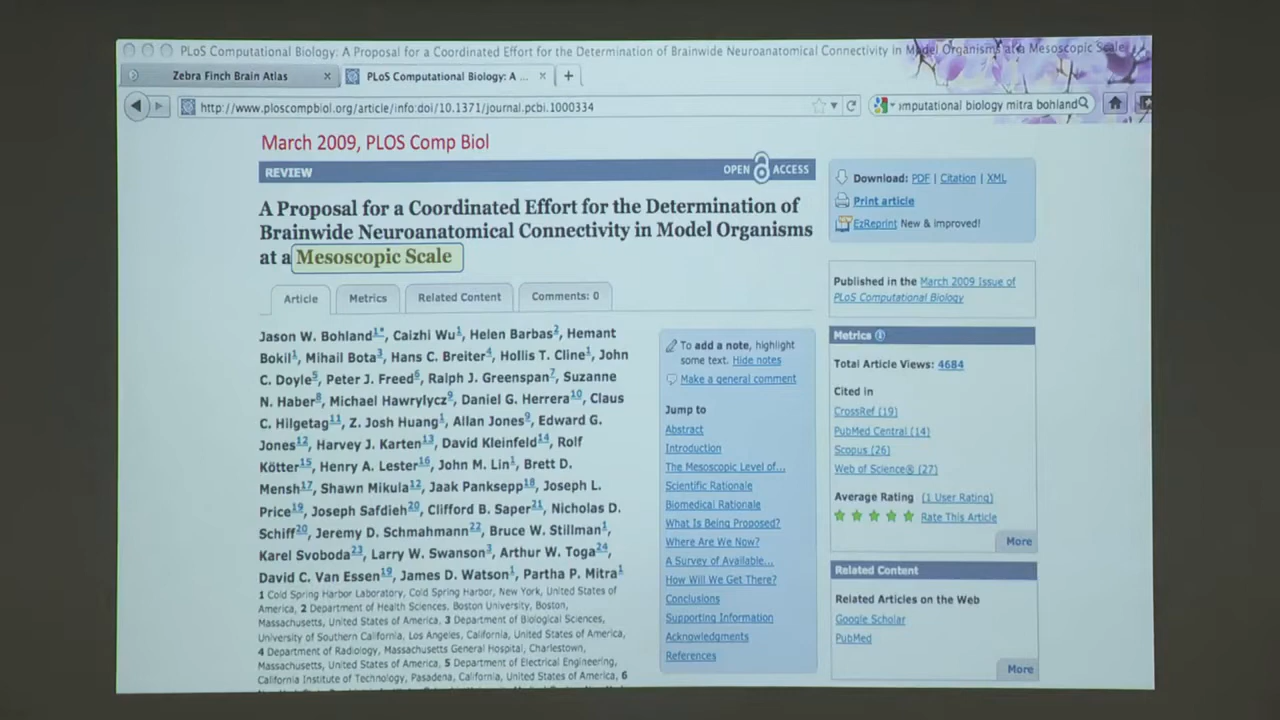 PLoS Computational Biology: A Proposal for a Coordinated Effort for the Determination of Brainwide Neuroanatomical Connectivity in Model Organisms at a Mesoscopic Scale
Zebra Finch Brain Atlas
PLoS Computational Biology: A ...
http://www.ploscompbiol.org/article/info:doi/10.1371/journal.pcbi.1000334
mputational biology mitra bohland
March 2009, PLOS Comp Biol
REVIEW
OPEN ACCESS
A Proposal for a Coordinated Effort for the Determination of
Brainwide Neuroanatomical Connectivity in Model Organisms
at a Mesoscopic Scale
Article
Metrics
Related Content
Comments: 0
Jason W. Bohland1*, Caizhi Wu1, Helen Barbas2, Hemant
Bokil1, Mihail Bota3, Hans C. Breiter4, Hollis T. Cline1, John
C. Doyle5, Peter J. Freed6, Ralph J. Greenspan7, Suzanne
N. Haber8, Michael Hawrylycz9, Daniel G. Herrera10, Claus
C. Hilgetag11, Z. Josh Huang1, Allan Jones9, Edward G.
Jones12, Harvey J. Karten13, David Kleinfeld14, Rolf
Kötter15, Henry A. Lester16, John M. Lin1, Brett D.
Mensh17, Shawn Mikula12, Jaak Panksepp18, Joseph L.
Price19, Joseph Safdieh20, Clifford B. Saper21, Nicholas D.
Schiff20, Jeremy D. Schmahmann22, Bruce W. Stillman1,
Karel Svoboda23, Larry W. Swanson3, Arthur W. Toga24,
David C. Van Essen19, James D. Watson1, Partha P. Mitra1
1 Cold Spring Harbor Laboratory, Cold Spring Harbor, New York, United States of
America, 2 Department of Health Sciences, Boston University, Boston,
Massachusetts, United States of America, 3 Department of Biological Sciences,
University of Southern California, Los Angeles, California, United States of America,
4 Department of Radiology, Massachusetts General Hospital, Charlestown,
Massachusetts, United States of America, 5 Department of Electrical Engineering,
California Institute of Technology, Pasadena, California, United States of America, 6
To add a note, highlight
some text. Hide notes
Make a general comment
Jump to
Abstract
Introduction
The Mesoscopic Level of...
Scientific Rationale
Biomedical Rationale
What Is Being Proposed?
Where Are We Now?
A Survey of Available...
How Will We Get There?
Conclusions
Supporting Information
Acknowledgments
References
Download: PDF | Citation | XML
Print article
EzReprint New & improved!
Published in the March 2009 Issue of
PLoS Computational Biology
Metrics
Total Article Views: 4684
Cited in
CrossRef (19)
PubMed Central (14)
Scopus (26)
Web of Science® (27)
Average Rating (1 User Rating)
Rate This Article
More
Related Content
Related Articles on the Web
Google Scholar
PubMed
More